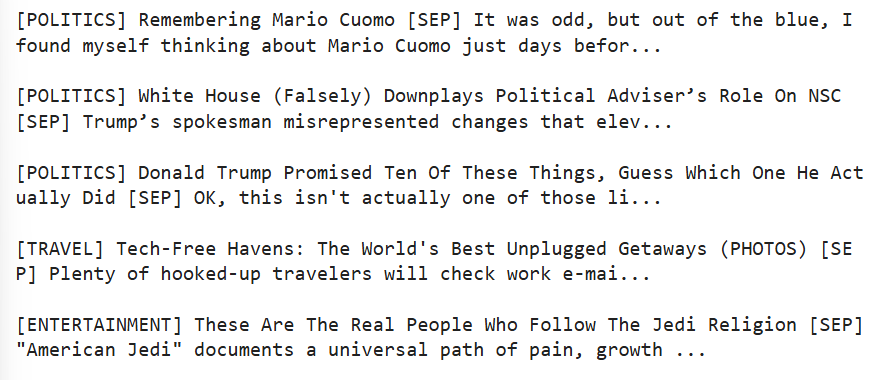 [POLITICS] Remembering Mario Cuomo [SEP] It was odd, but out of the blue, I
found myself thinking about Mario Cuomo just days befor...
[POLITICS] White House (Falsely) Downplays Political Adviser’s Role On NSC
[SEP] Trump’s spokesman misrepresented changes that elev...
[POLITICS] Donald Trump Promised Ten Of These Things, Guess Which One He Act
ually Did [SEP] OK, this isn't actually one of those li...
[TRAVEL] Tech-Free Havens: The World's Best Unplugged Getaways (PHOTOS) [SE
P] Plenty of hooked-up travelers will check work e-mai...
[ENTERTAINMENT] These Are The Real People Who Follow The Jedi Religion [SEP]
"American Jedi" documents a universal path of pain, growth ...